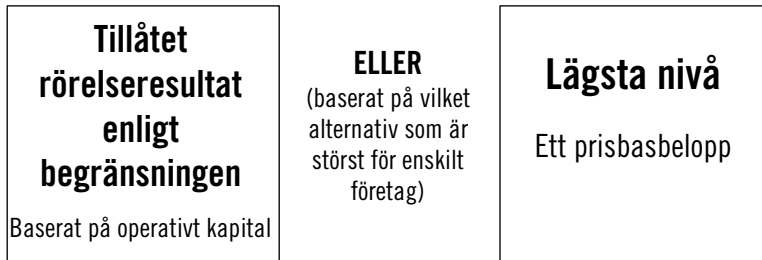 Tillåtet
rörelseresultat
enligt
begränsningen
Baserat på operativt kapital
ELLER
(baserat på vilket
alternativ som är
störst för enskilt
företag)
Lägsta nivå
Ett prisbasbelopp